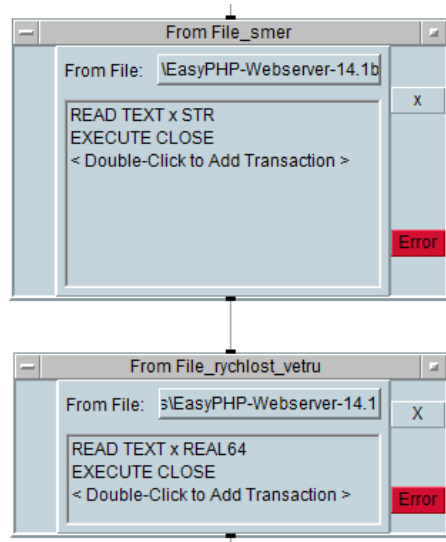 From File_smer
From File: \EasyPHP-Webserver-14.1b
x
READ TEXT x STR
EXECUTE CLOSE
< Double-Click to Add Transaction >
Error
From File_rychlost_vetru
From File: s\EasyPHP-Webserver-14.1
X
READ TEXT x REAL64
EXECUTE CLOSE
< Double-Click to Add Transaction >
Error